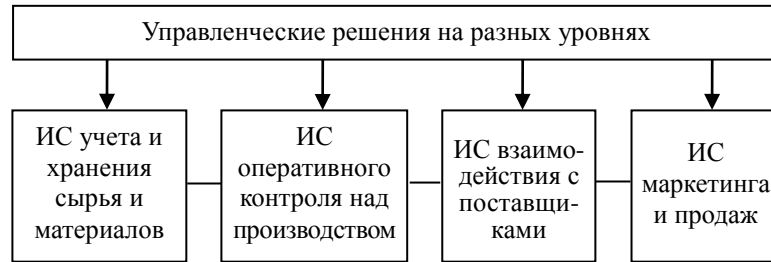 Управленческие решения на разных уровнях
ИС учета и
хранения
сырья и
материалов
ИС
оперативного
контроля над
производством
ИС взаимо-
действия с
поставщи-
ками
ИС
маркетинга
и продаж